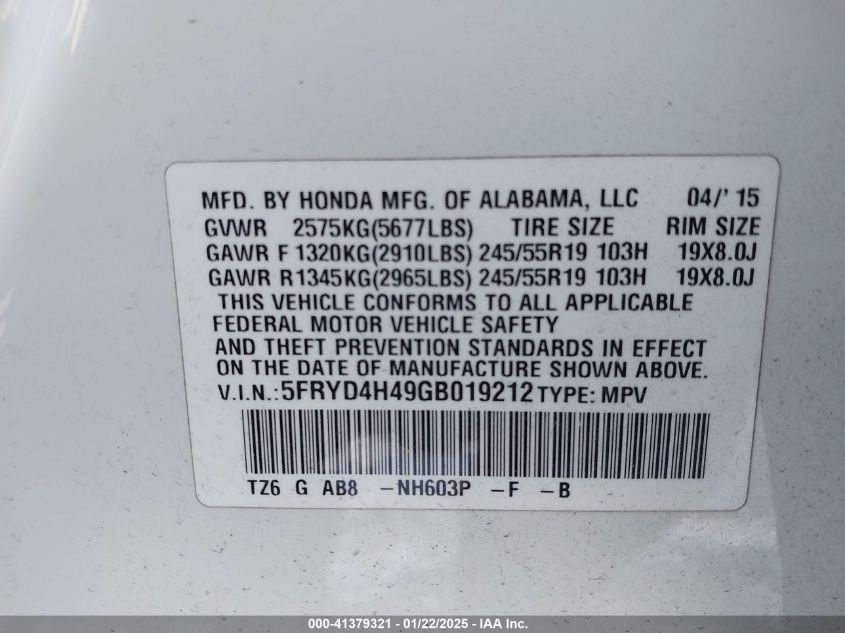 MFD. BY HONDA MFG. OF ALABAMA, LLC 04/' 15
GVWR 2575KG(5677LBS) TIRE SIZE RIM SIZE
GAWR F 1320KG(2910LBS) 245/55R19 103H 19X8.0J
GAWR R1345KG(2965LBS) 245/55R19 103H 19X8.0J
THIS VEHICLE CONFORMS TO ALL APPLICABLE
FEDERAL MOTOR VEHICLE SAFETY
AND THEFT PREVENTION STANDARDS IN EFFECT
ON THE DATE OF MANUFACTURE SHOWN ABOVE.
V.I.N.:5FRYD4H49GB019212 TYPE: MPV
TZ6 G AB8 -NH603P -F -B
000-41379321 - 01/22/2025 - IAA Inc.